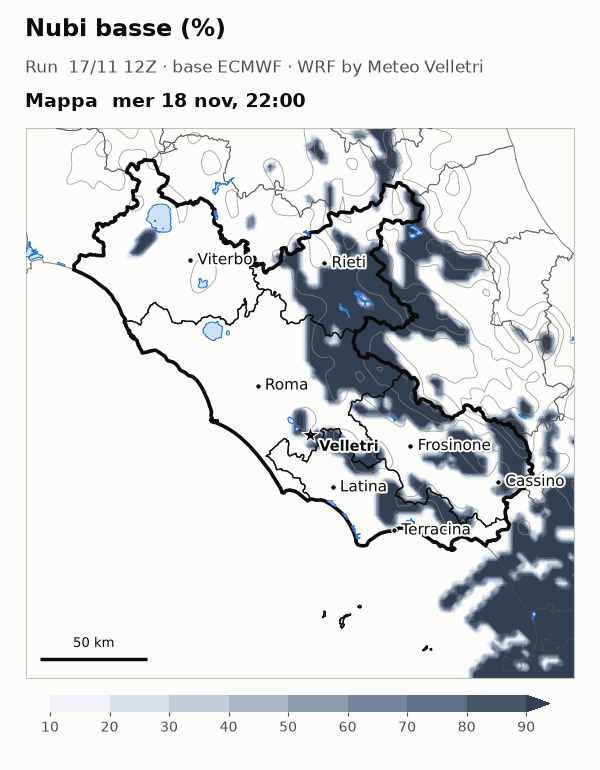 Nubi basse (%)
Run  17/11 12Z · base ECMWF · WRF by Meteo Velletri
Mappa  mer 18 nov, 22:00
Viterbo
Rieti
Roma
Velletri
Frosinone
Latina
Cassino
Terracina
50 km
10 20 30 40 50 60 70 80 90